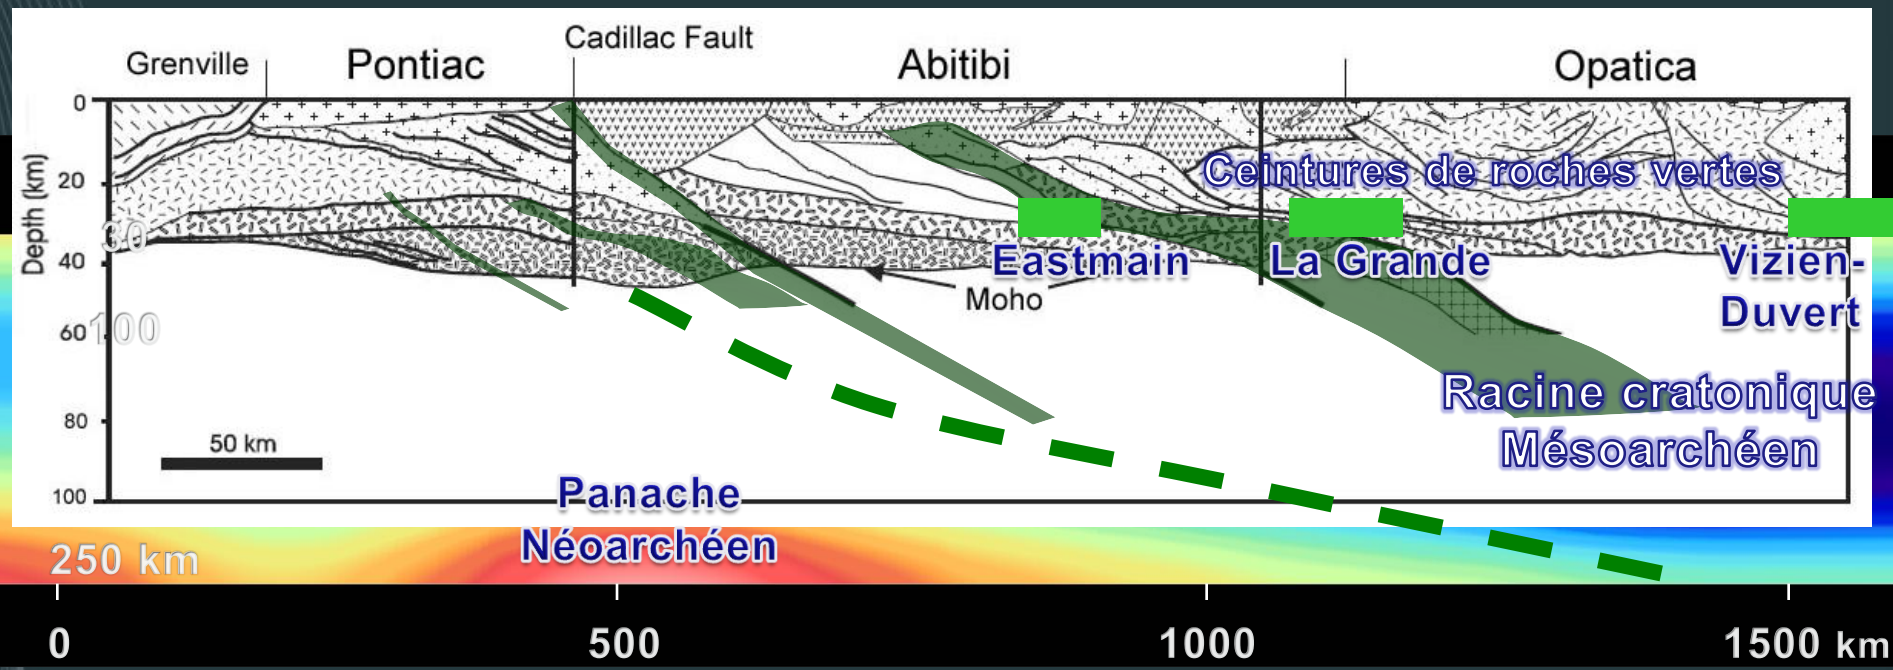 Cadillac Fault
Grenville
Pontiac
Abitibi
Opatica
0
20
40
60
80
100
Depth (km)
30
100
Ceintures de roches vertes
Eastmain
La Grande
Vizien-
Duvert
Moho
Racine cratonique
Mésoarchéen
50 km
Panache
Néoarchéen
250 km
0
500
1000
1500 km